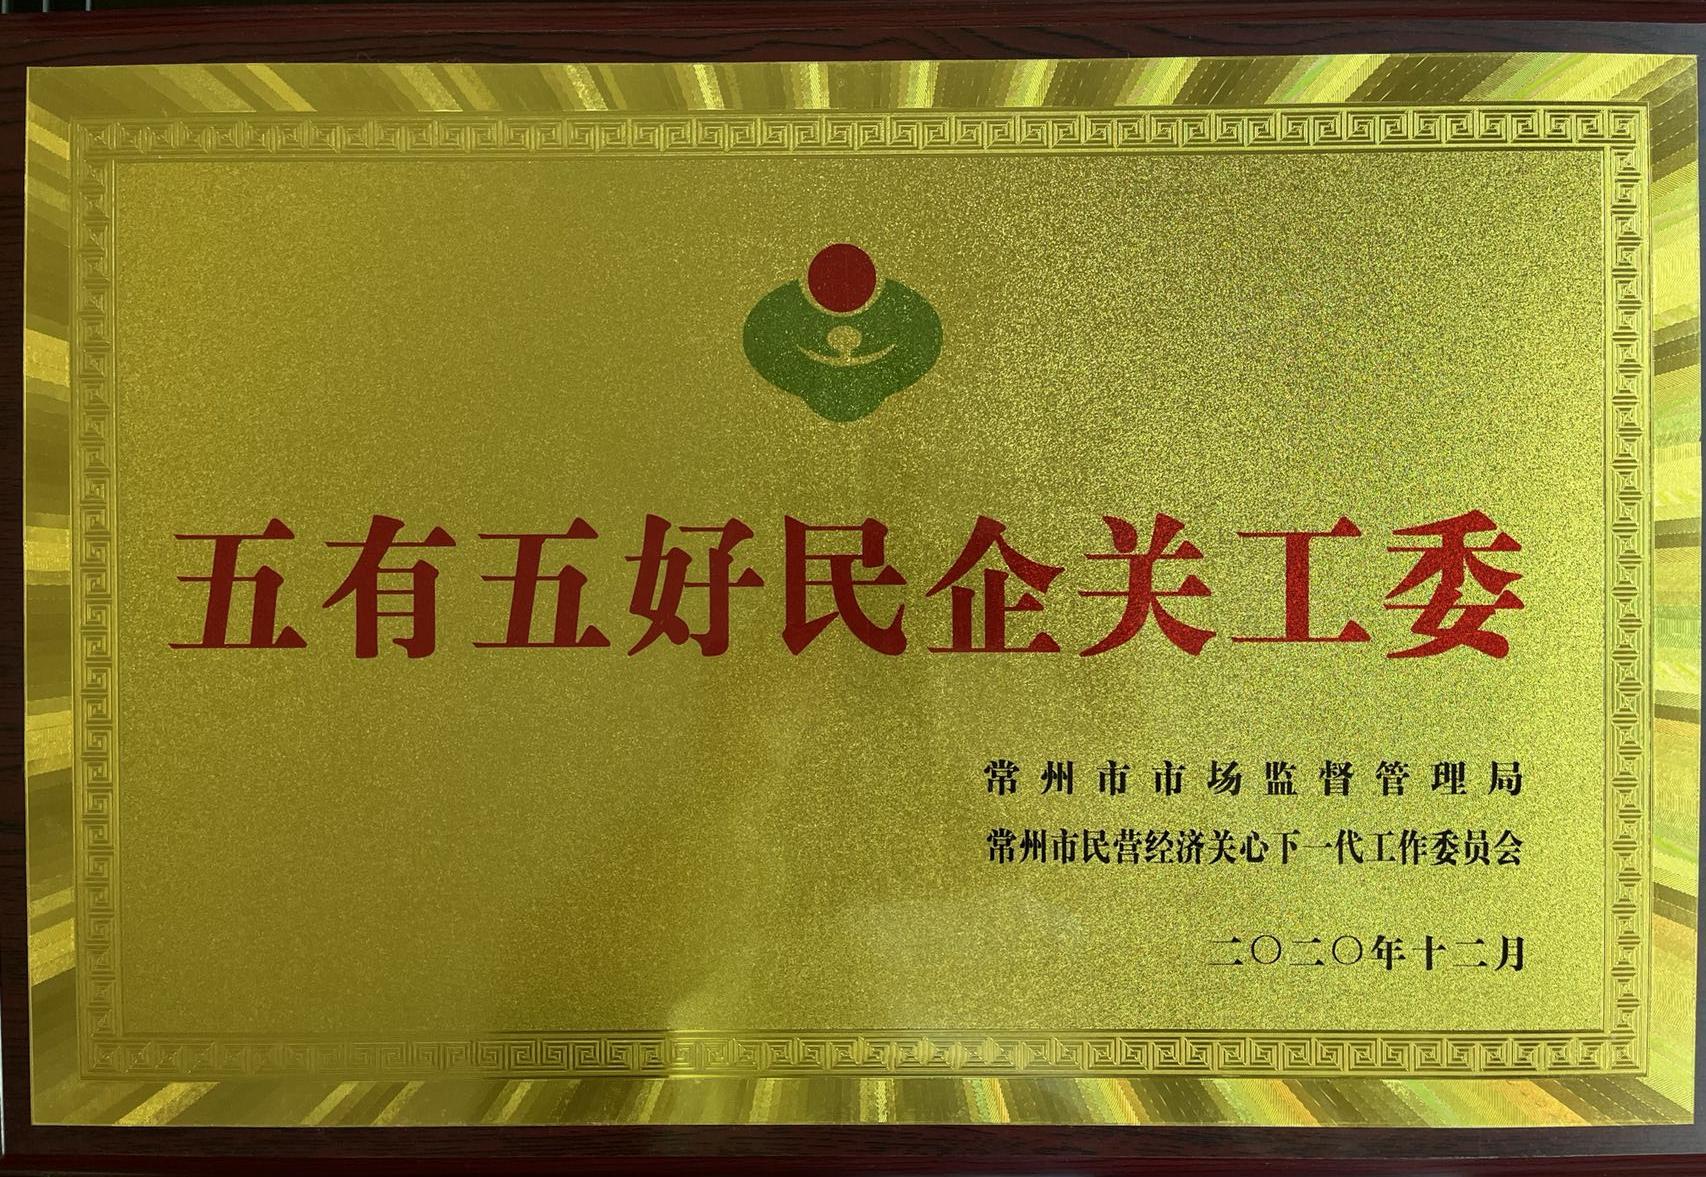 五有五好民企关工委
常州市市场监督管理局
常州市民营经济关心下一代工作委员会
二〇二〇年十二月